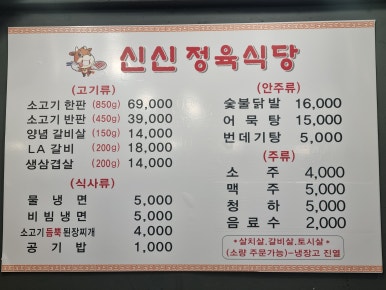 신신정육식당
(고기류)
소고기 한판 (850g) 69,000
소고기 반판 (450g) 39,000
양념 갈비살 (150g) 14,000
LA 갈비 (200g) 18,000
생삼겹살 (200g) 14,000
(식사류)
물냉면 5,000
비빔냉면 5,000
소고기듬뿍된장찌개 4,000
공기밥 1,000
(안주류)
숯불닭발 16,000
어묵탕 15,000
번데기탕 5,000
(주류)
소주 4,000
맥주 5,000
청하 5,000
음료수 2,000
*살치살,갈비살,토시살
(소량 주문가능)-냉장고 진열